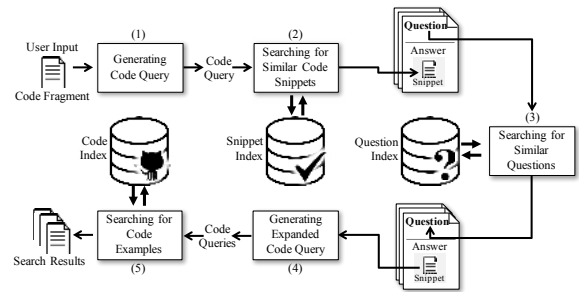 (1)
(2)
User Input
Code Fragment
Generating
Code Query
Code
Query
Searching for
Similar Code
Snippets
Question
Answer
Snippet
(3)
Searching for
Similar
Questions
Code
Index
Snippet
Index
Question
Index
?
Search Results
Searching for
Code
Examples
(5)
Code
Queries
Generating
Expanded
Code Query
(4)
Question
Answer
Snippet